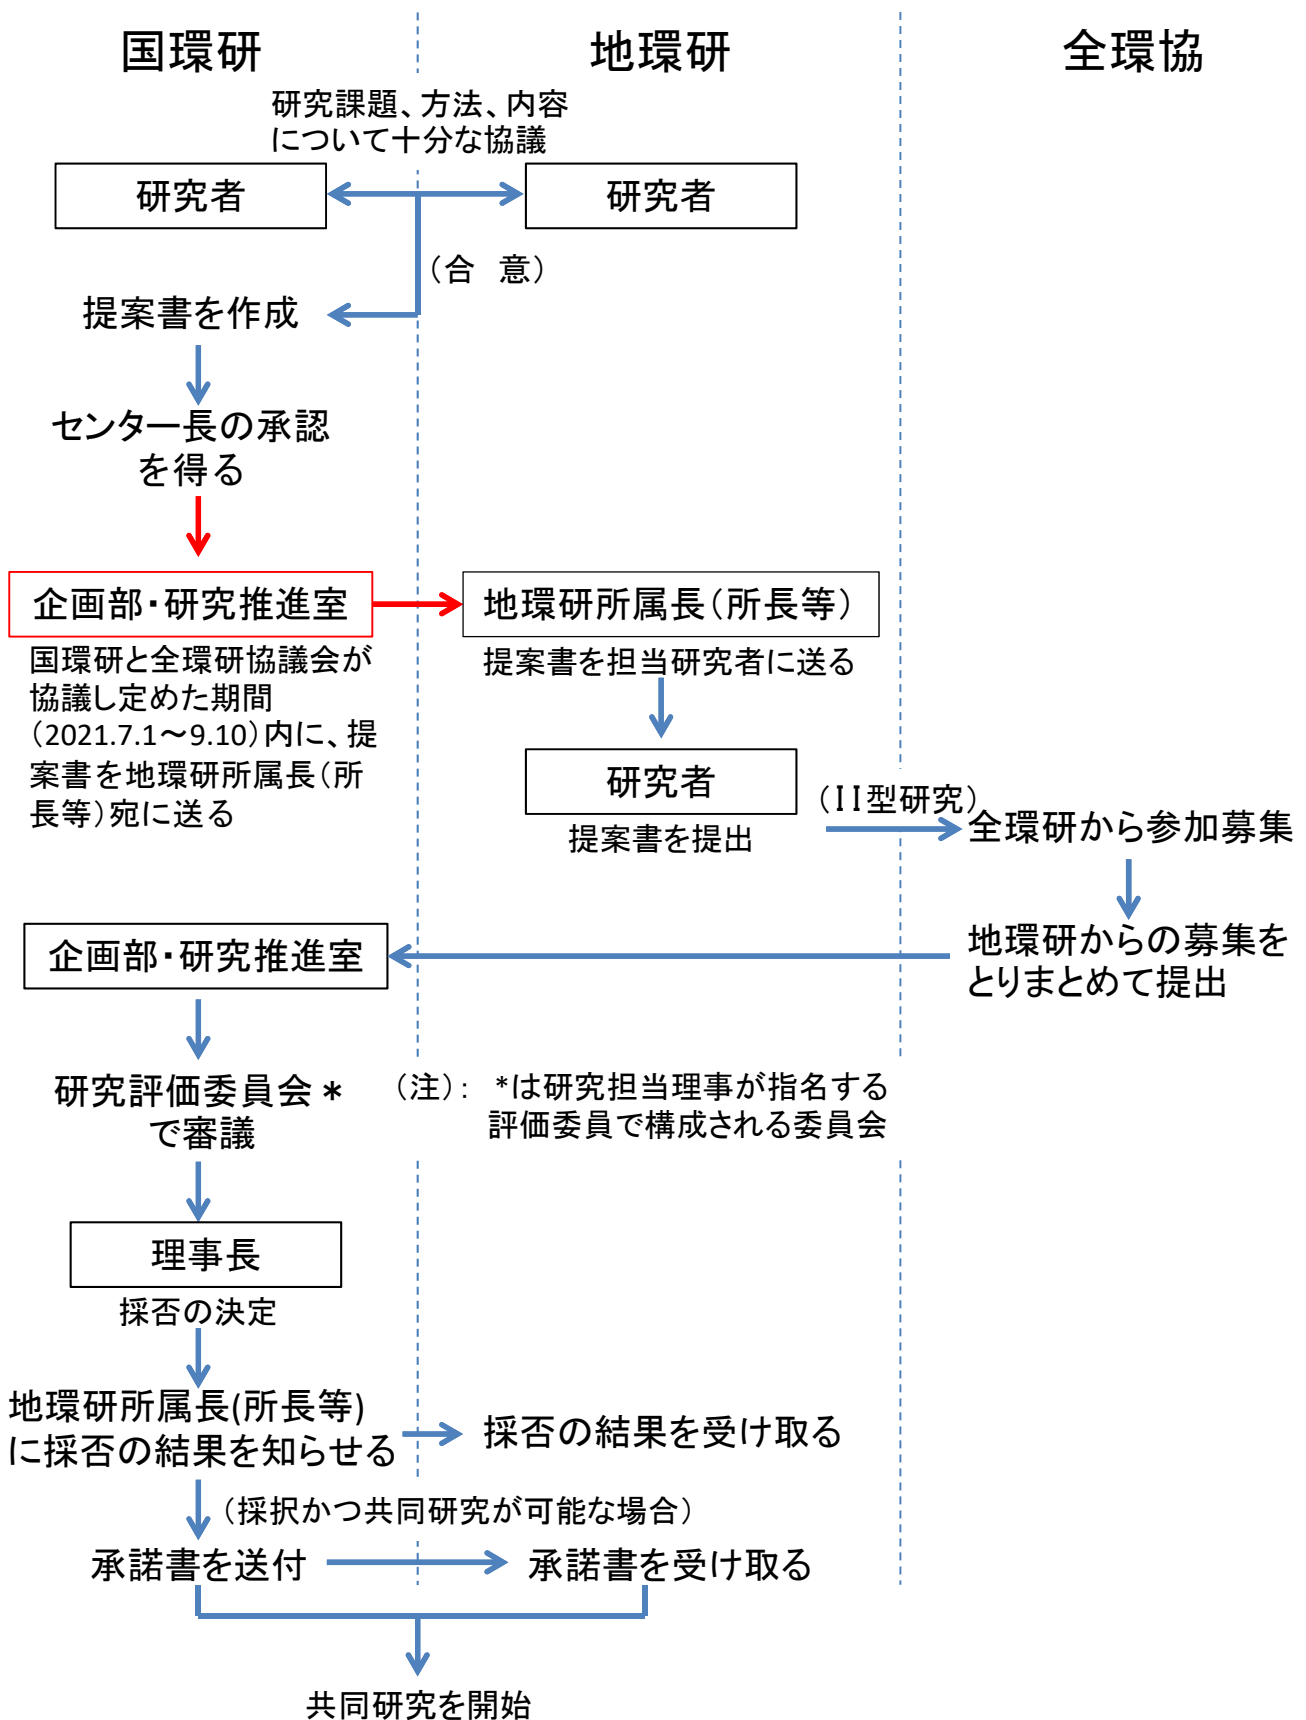 国環研
地環研
全環協
研究課題、方法、内容
について十分な協議
研究者
研究者
（合　意）
提案書を作成
センター長の承認
を得る
企画部・研究推進室
地環研所属長（所長等）
国環研と全環研協議会が
協議し定めた期間
（2021.7.1～9.10）内に、提
案書を地環研所属長（所
長等）宛に送る
提案書を担当研究者に送る
研究者
提案書を提出
（II型研究）
全環研から参加募集
地環研からの募集を
とりまとめて提出
企画部・研究推進室
研究評価委員会＊
で審議
（注）：　*は研究担当理事が指名する
評価委員で構成される委員会
理事長
採否の決定
地環研所属長(所長等)
に採否の結果を知らせる
採否の結果を受け取る
（採択かつ共同研究が可能な場合）
承諾書を送付
承諾書を受け取る
共同研究を開始